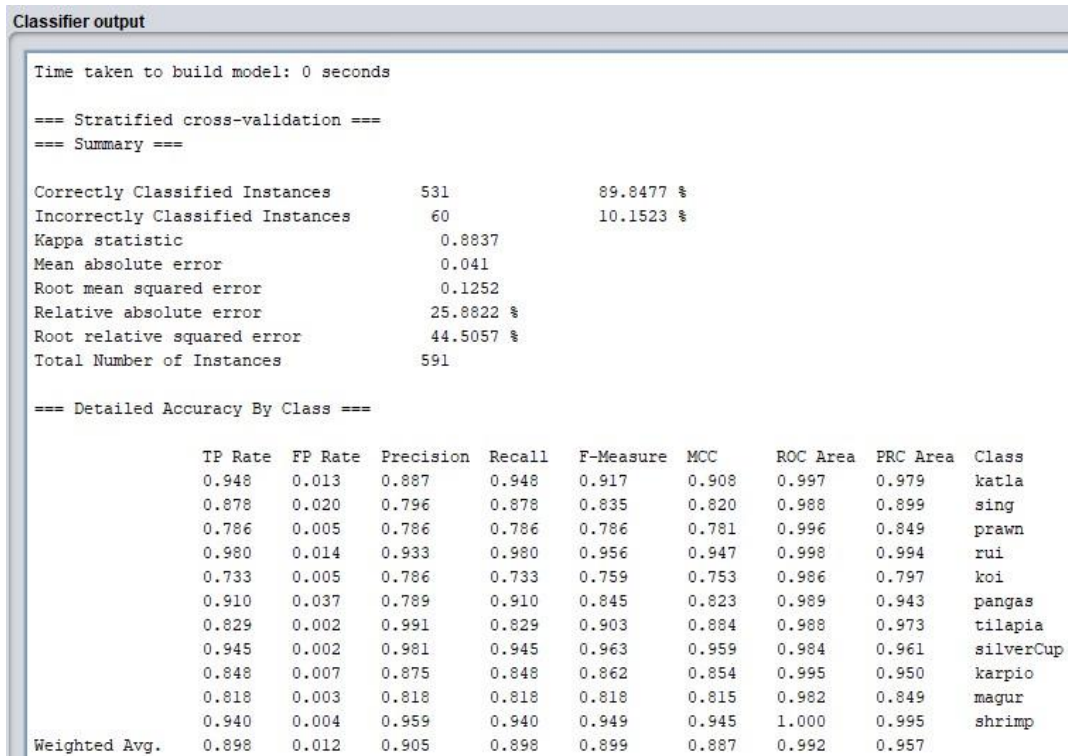 Classifier output
Time taken to build model: 0 seconds
=== Stratified cross-validation ===
=== Summary ===
Correctly Classified Instances 531 89.8477 %
Incorrectly Classified Instances 60 10.1523 %
Kappa statistic 0.8837
Mean absolute error 0.041
Root mean squared error 0.1252
Relative absolute error 25.8822 %
Root relative squared error 44.5057 %
Total Number of Instances 591
=== Detailed Accuracy By Class ===
TP Rate FP Rate Precision Recall F-Measure MCC ROC Area PRC Area Class
0.948 0.013 0.887 0.948 0.917 0.908 0.997 0.979 katla
0.878 0.020 0.796 0.878 0.835 0.820 0.988 0.899 sing
0.786 0.005 0.786 0.786 0.786 0.781 0.996 0.849 prawn
0.980 0.014 0.933 0.980 0.956 0.947 0.998 0.994 rui
0.733 0.005 0.786 0.733 0.759 0.753 0.986 0.797 koi
0.910 0.037 0.789 0.910 0.845 0.823 0.989 0.943 pangas
0.829 0.002 0.991 0.829 0.903 0.884 0.988 0.973 tilapia
0.945 0.002 0.981 0.945 0.963 0.959 0.984 0.961 silverCup
0.848 0.007 0.875 0.848 0.862 0.854 0.995 0.950 karpio
0.818 0.003 0.818 0.818 0.818 0.815 0.982 0.849 magur
0.940 0.004 0.959 0.940 0.949 0.945 1.000 0.995 shrimp
Weighted Avg. 0.898 0.012 0.905 0.898 0.899 0.887 0.992 0.957